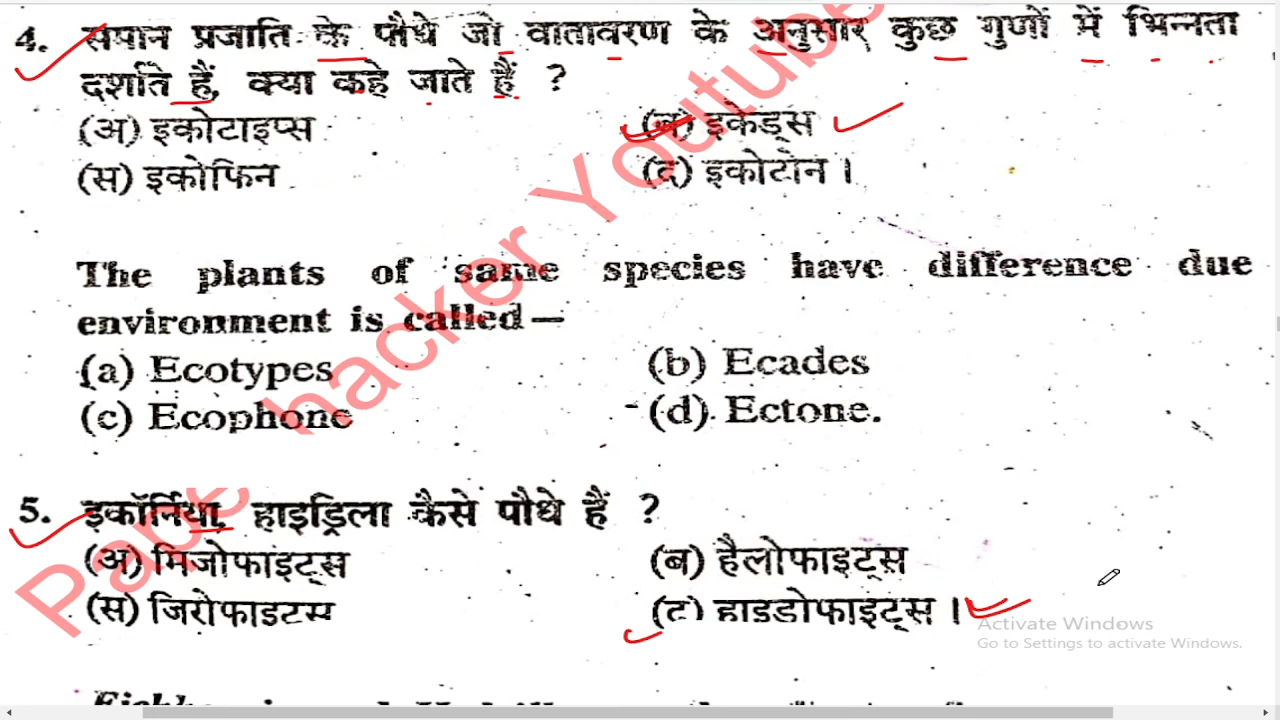 4. समान प्रजाति के पौधे जो वातावरण के अनुसार कुछ गुणों में भिन्नता
दर्शाते हैं, क्या कहे जाते हैं ?
(अ) इकोटाइप्स (ब) इकेड्स
(स) इकोफिन (द) इकोटोन ।
The plants of same species have difference due
environment is called—
(a) Ecotypes (b) Ecades
(c) Ecophone (d) Ectone.
5. इकॉर्निया, हाइड्रिला कैसे पौधे हैं ?
(अ) मिजोफाइट्स (ब) हैलोफाइट्स
(स) जिरोफाइटस (द) हाइड्रोफाइट्स ।
hacker Youtube
Activate Windows
Go to Settings to activate Windows.